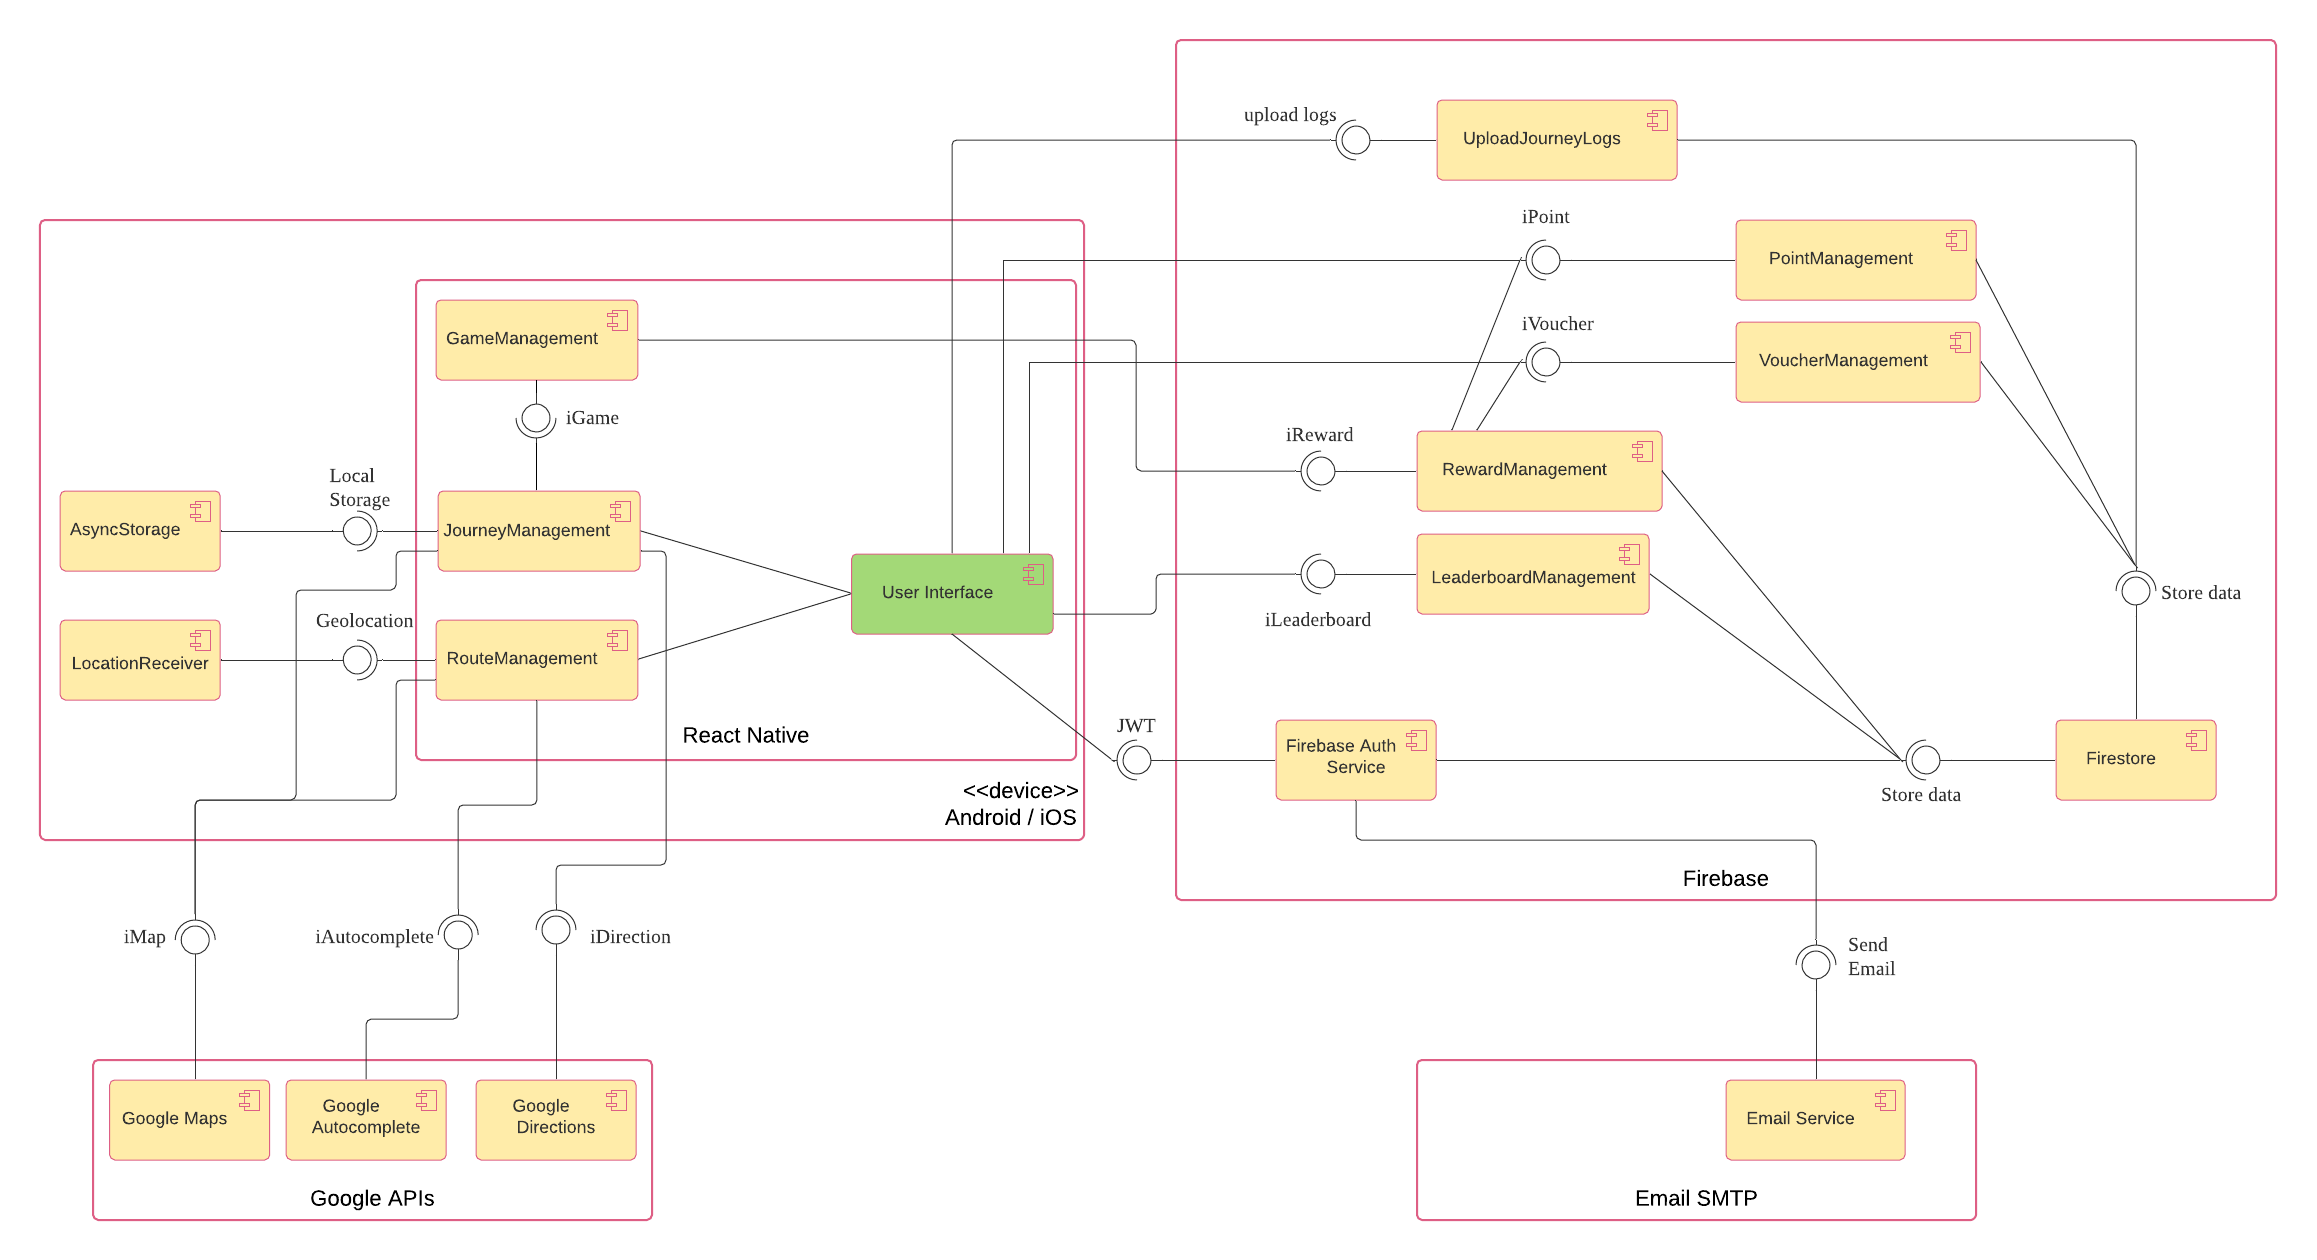 upload logs
UploadJourneyLogs
iPoint
PointManagement
iVoucher
VoucherManagement
GameManagement
iGame
iReward
RewardManagement
Local
Storage
AsyncStorage
JourneyManagement
User Interface
LeaderboardManagement
iLeaderboard
Store data
Geolocation
LocationReceiver
RouteManagement
React Native
JWT
Firebase Auth
Service
Firestore
Store data
<<device>>
Android / iOS
Firebase
iMap
iAutocomplete
iDirection
Send
Email
Google Maps
Google
Autocomplete
Google
Directions
Email Service
Google APIs
Email SMTP